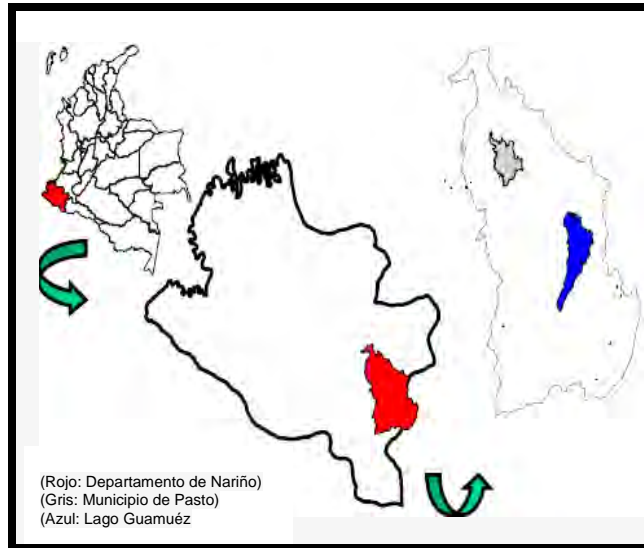 (Rojo: Departamento de Nariño)
(Gris: Municipio de Pasto)
(Azul: Lago Guamuéz